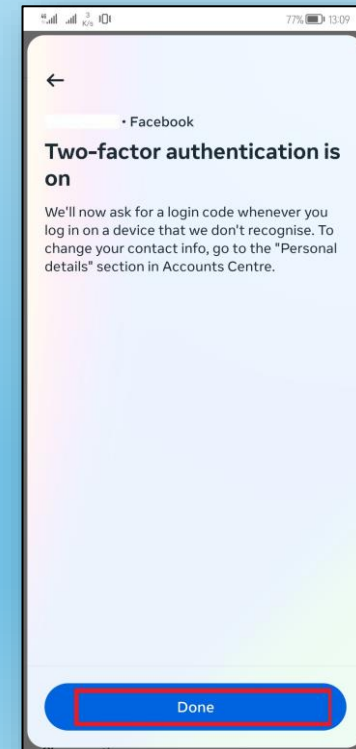 3 K/s 77% 13:09
• Facebook
Two-factor authentication is
on
We'll now ask for a login code whenever you
log in on a device that we don't recognise. To
change your contact info, go to the "Personal
details" section in Accounts Centre.
Done